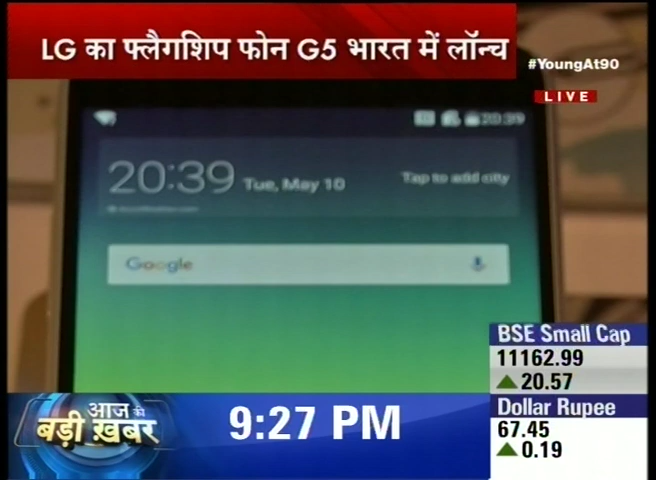 LG का फ्लैगशिप फोन G5 भारत में लॉन्च
#YoungAt90
LIVE
20:39
20:39 Tue, May 10
Tap to add city
Google
BSE Small Cap
11162.99
20.57
Dollar Rupee
67.45
0.19
आज की
बड़ी ख़बर
9:27 PM